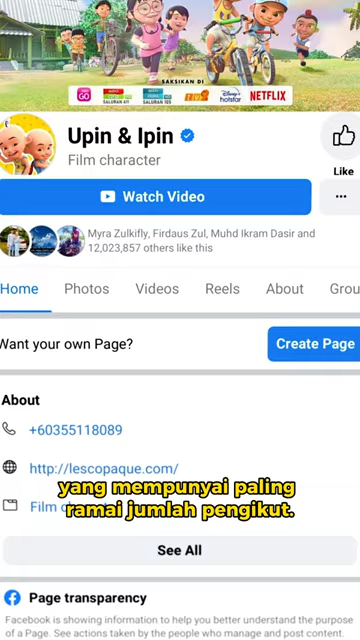 SAKSIKAN DI
GO
SALURAN 611
SALURAN 105
Disney+
hotstar
NETFLIX
Upin & Ipin
Film character
Like
Watch Video
Myra Zulkifly, Firdaus Zul, Muhd Ikram Dasir and
12,023,857 others like this
Home Photos Videos Reels About Grou
Want your own Page?
Create Page
About
+60355118089
http://lescopaque.com/
yang mempunyai paling
Film ch
ramai jumlah pengikut.
See All
Page transparency
Facebook is showing information to help you better understand the purpose
of a Page. See actions taken by the people who manage and post content.